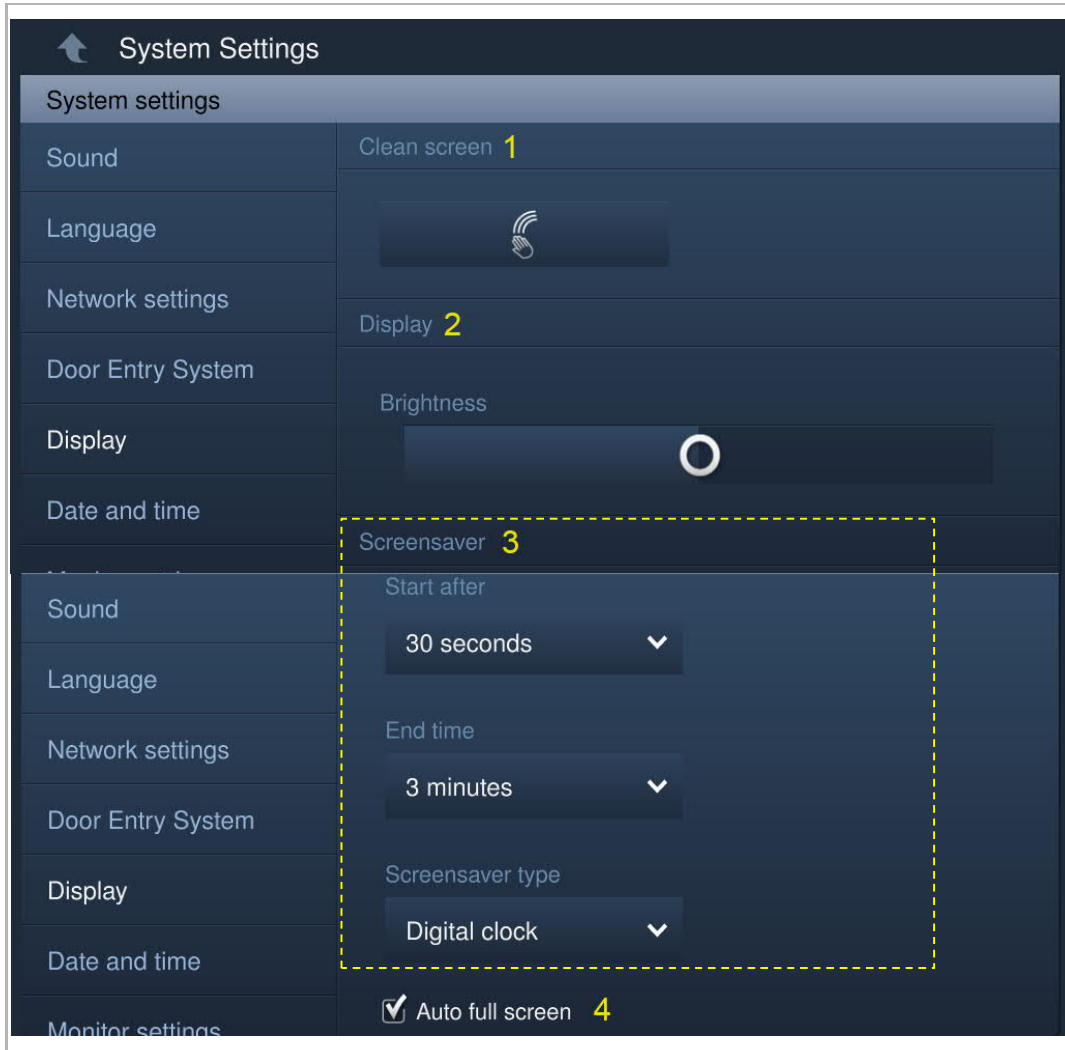 System Settings
System settings
Sound
Clean screen 1
Language
Network settings
Display 2
Door Entry System
Brightness
Display
Date and time
Screensaver 3
Start after
Sound
30 seconds
Language
End time
Network settings
3 minutes
Door Entry System
Screensaver type
Display
Digital clock
Date and time
Auto full screen 4
Monitor settings